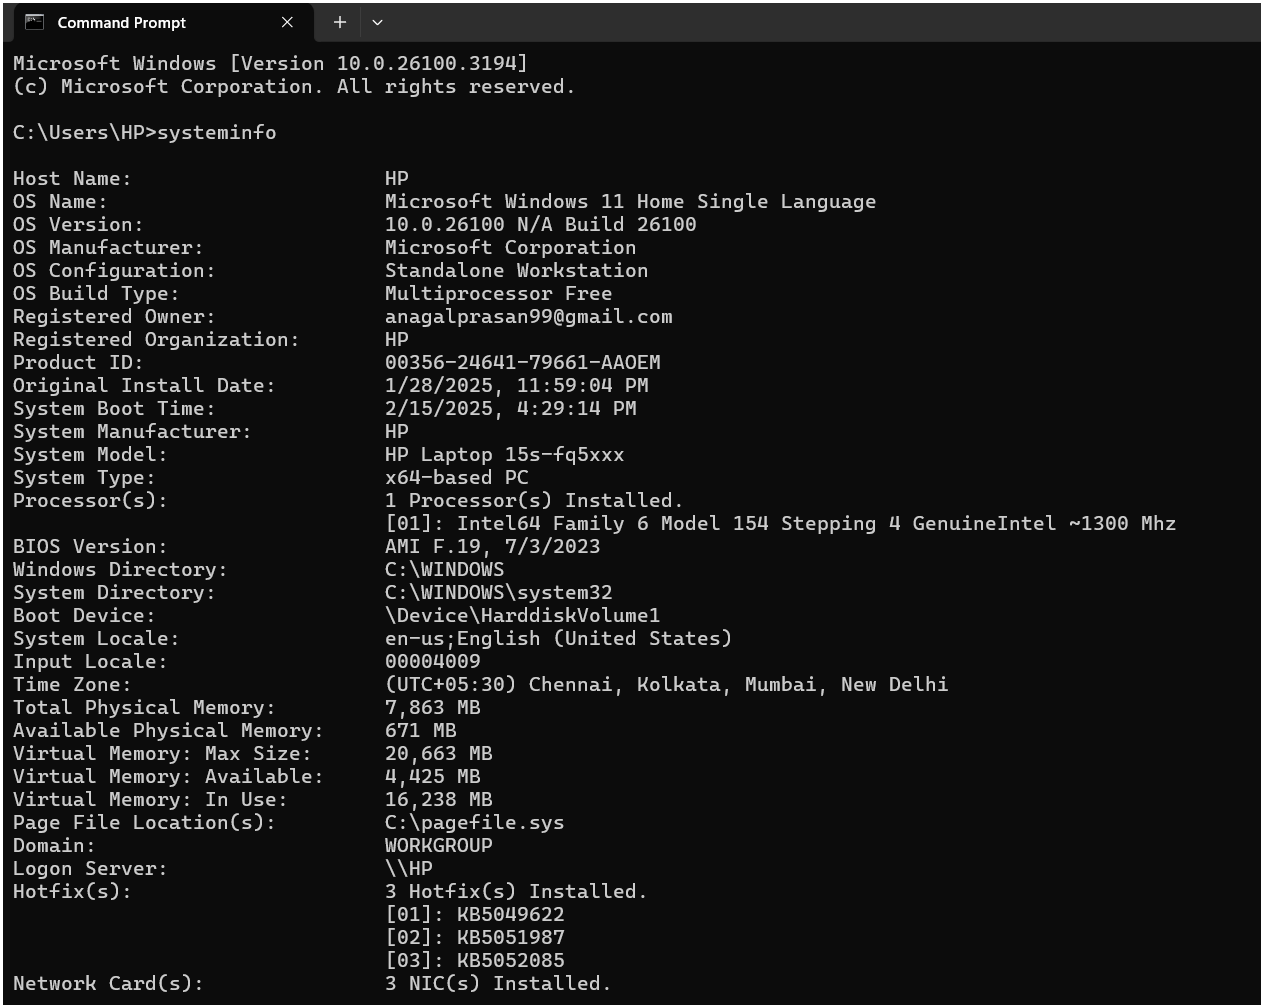 Command Prompt
Microsoft Windows [Version 10.0.26100.3194]
(c) Microsoft Corporation. All rights reserved.
C:\Users\HP>systeminfo
Host Name: HP
OS Name: Microsoft Windows 11 Home Single Language
OS Version: 10.0.26100 N/A Build 26100
OS Manufacturer: Microsoft Corporation
OS Configuration: Standalone Workstation
OS Build Type: Multiprocessor Free
Registered Owner: anagalprasan99@gmail.com
Registered Organization: HP
Product ID: 00356-24641-79661-AAOEM
Original Install Date: 1/28/2025, 11:59:04 PM
System Boot Time: 2/15/2025, 4:29:14 PM
System Manufacturer: HP
System Model: HP Laptop 15s-fq5xxx
System Type: x64-based PC
Processor(s): 1 Processor(s) Installed.
[01]: Intel64 Family 6 Model 154 Stepping 4 GenuineIntel ~1300 Mhz
BIOS Version: AMI F.19, 7/3/2023
Windows Directory: C:\WINDOWS
System Directory: C:\WINDOWS\system32
Boot Device: \Device\HarddiskVolume1
System Locale: en-us;English (United States)
Input Locale: 00004009
Time Zone: (UTC+05:30) Chennai, Kolkata, Mumbai, New Delhi
Total Physical Memory: 7,863 MB
Available Physical Memory: 671 MB
Virtual Memory: Max Size: 20,663 MB
Virtual Memory: Available: 4,425 MB
Virtual Memory: In Use: 16,238 MB
Page File Location(s): C:\pagefile.sys
Domain: WORKGROUP
Logon Server: \\HP
Hotfix(s): 3 Hotfix(s) Installed.
[01]: KB5049622
[02]: KB5051987
[03]: KB5052085
Network Card(s): 3 NIC(s) Installed.